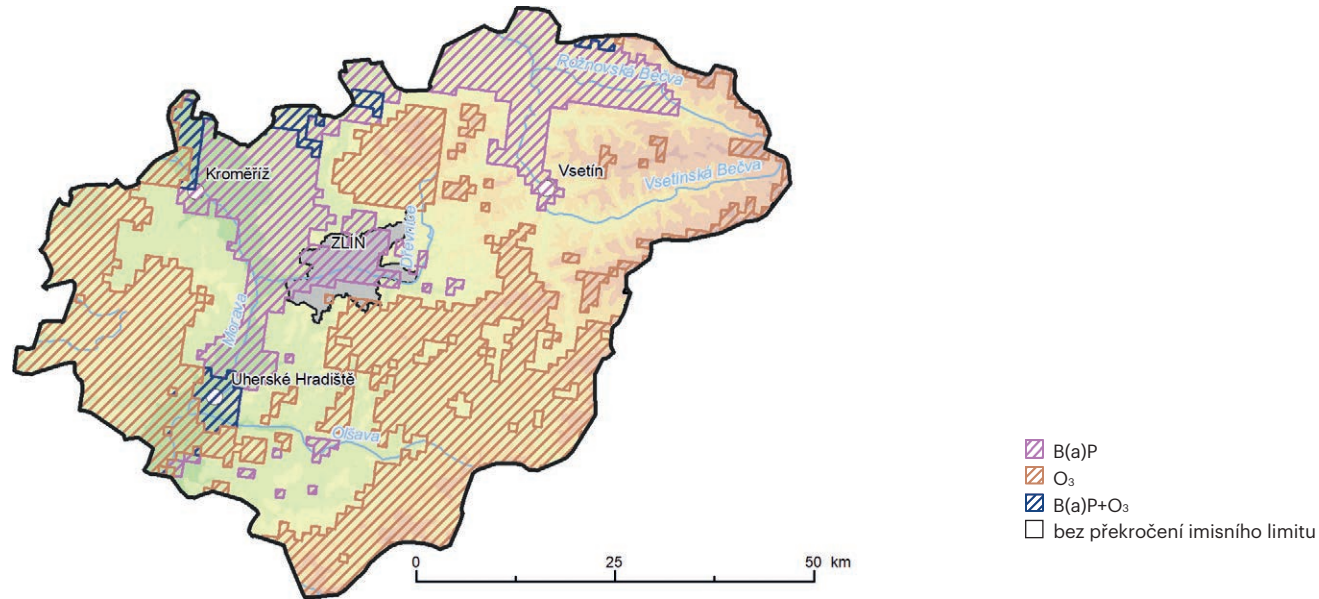 Rožnovská Bečva
Kroměříž
Vsetín
Vsetínská Bečva
ZLÍN
Dřevnice
Morava
Uherské Hradiště
Olšava
B(a)P
O₃
B(a)P+O₃
bez překročení imisního limitu
0 25 50 km